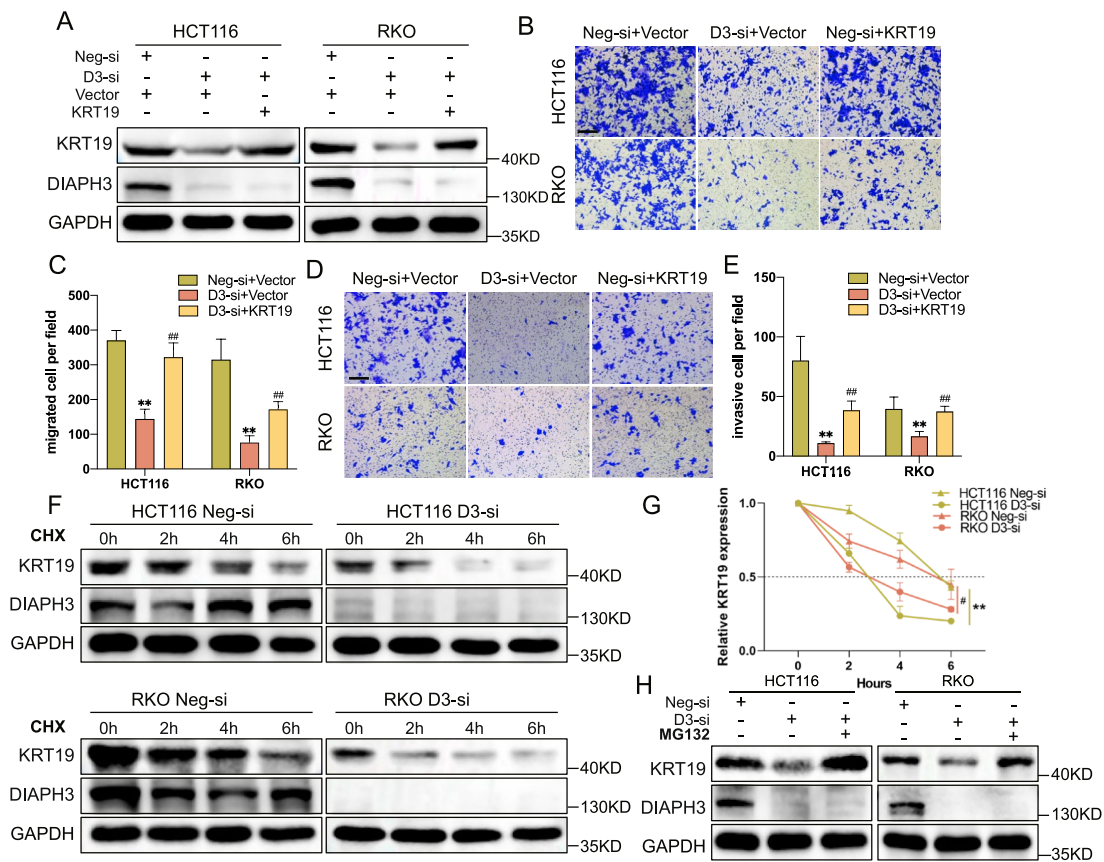 A
HCT116 RKO
Neg-si + − − + − −
D3-si − + + − + +
Vector + + − + + −
KRT19 − − + − − +
KRT19
40KD
DIAPH3
130KD
GAPDH
35KD
B
Neg-si+Vector D3-si+Vector Neg-si+KRT19
HCT116
RKO
C
Neg-si+Vector
D3-si+Vector
D3-si+KRT19
migrated cell per field
400
300
200
100
0
** ## ** ##
HCT116 RKO
D
Neg-si+Vector D3-si+Vector Neg-si+KRT19
HCT116
RKO
E
Neg-si+Vector
D3-si+Vector
D3-si+KRT19
invasive cell per field
150
100
50
0
** ## ** ##
HCT116 RKO
F
HCT116 Neg-si HCT116 D3-si
CHX 0h 2h 4h 6h 0h 2h 4h 6h
KRT19
40KD
DIAPH3
130KD
GAPDH
35KD
RKO Neg-si RKO D3-si
CHX 0h 2h 4h 6h 0h 2h 4h 6h
KRT19
40KD
DIAPH3
130KD
GAPDH
35KD
G
HCT116 Neg-si
HCT116 D3-si
RKO Neg-si
RKO D3-si
Relative KRT19 expression
1.0
0.5
0.0
# **
0 2 4 6
Hours
H
HCT116 RKO
Neg-si + − − + − −
D3-si − + + − + +
MG132 − − + − − +
KRT19
40KD
DIAPH3
130KD
GAPDH
35KD